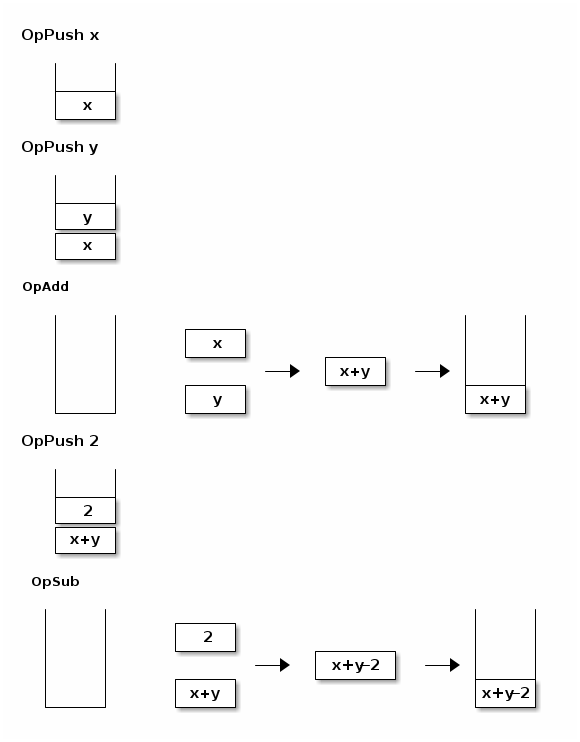 OpPush x
x
OpPush y
y
x
OpAdd
x
y
x+y
x+y
OpPush 2
2
x+y
OpSub
2
x+y
x+y-2
x+y-2